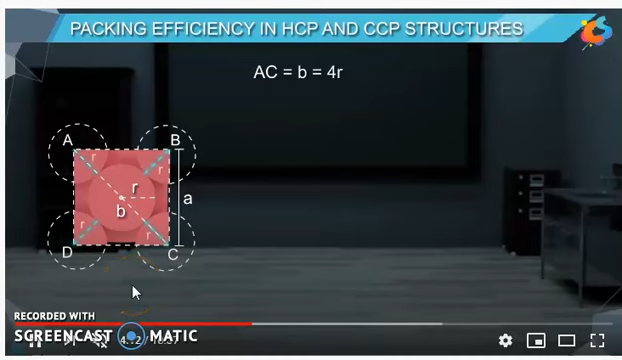 PACKING EFFICIENCY IN HCP AND CCP STRUCTURES
AC = b = 4r
A
B
r
r
r
a
b
r
r
D
C
RECORDED WITH
SCREENCAST MATIC